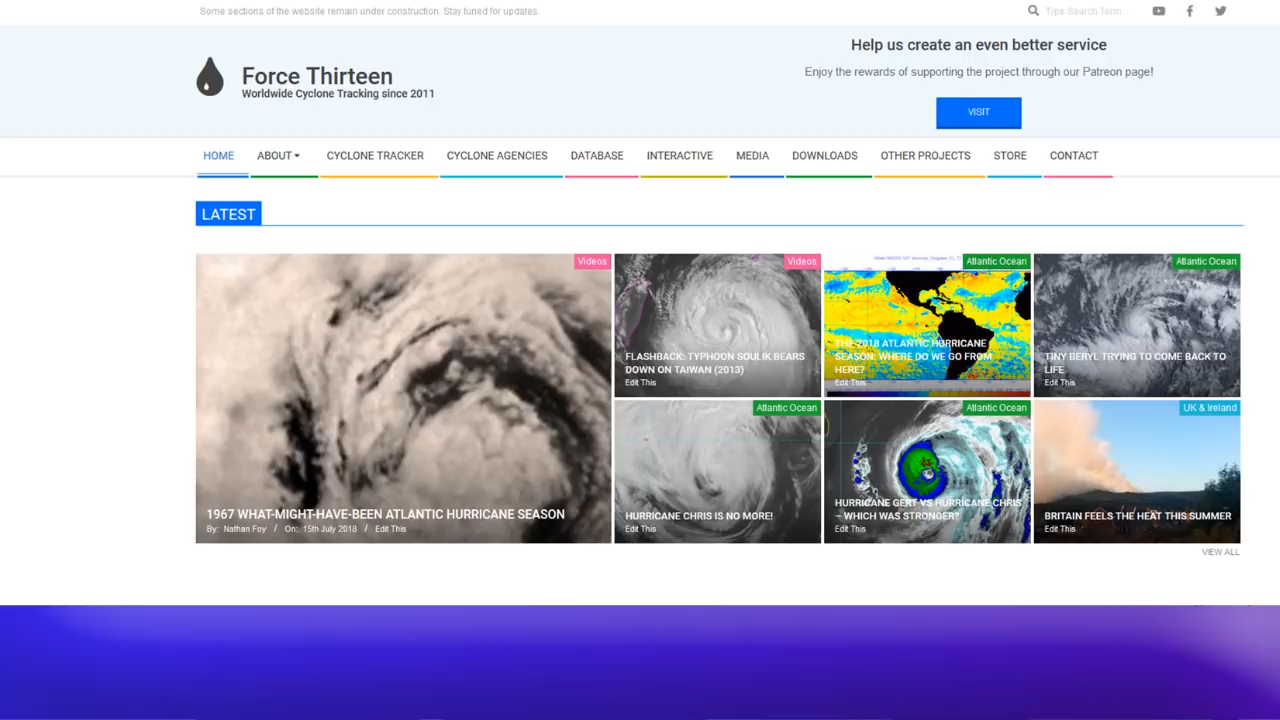 Some sections of the website remain under construction. Stay tuned for updates.
Type Search Term...
Force Thirteen
Worldwide Cyclone Tracking since 2011
Help us create an even better service
Enjoy the rewards of supporting the project through our Patreon page!
VISIT
HOME ABOUT CYCLONE TRACKER CYCLONE AGENCIES DATABASE INTERACTIVE MEDIA DOWNLOADS OTHER PROJECTS STORE CONTACT
LATEST
Videos
1967 WHAT-MIGHT-HAVE-BEEN ATLANTIC HURRICANE SEASON
By: Nathan Foy / On: 15th July 2018 / Edit This
Videos
FLASHBACK: TYPHOON SOULIK BEARS
DOWN ON TAIWAN (2013)
Edit This
Atlantic Ocean
THE 2018 ATLANTIC HURRICANE
SEASON: WHERE DO WE GO FROM
HERE?
Edit This
Atlantic Ocean
TINY BERYL TRYING TO COME BACK TO
LIFE
Edit This
Atlantic Ocean
HURRICANE CHRIS IS NO MORE!
Edit This
Atlantic Ocean
HURRICANE GERT VS HURRICANE CHRIS
– WHICH WAS STRONGER?
Edit This
UK & Ireland
BRITAIN FEELS THE HEAT THIS SUMMER
Edit This
VIEW ALL